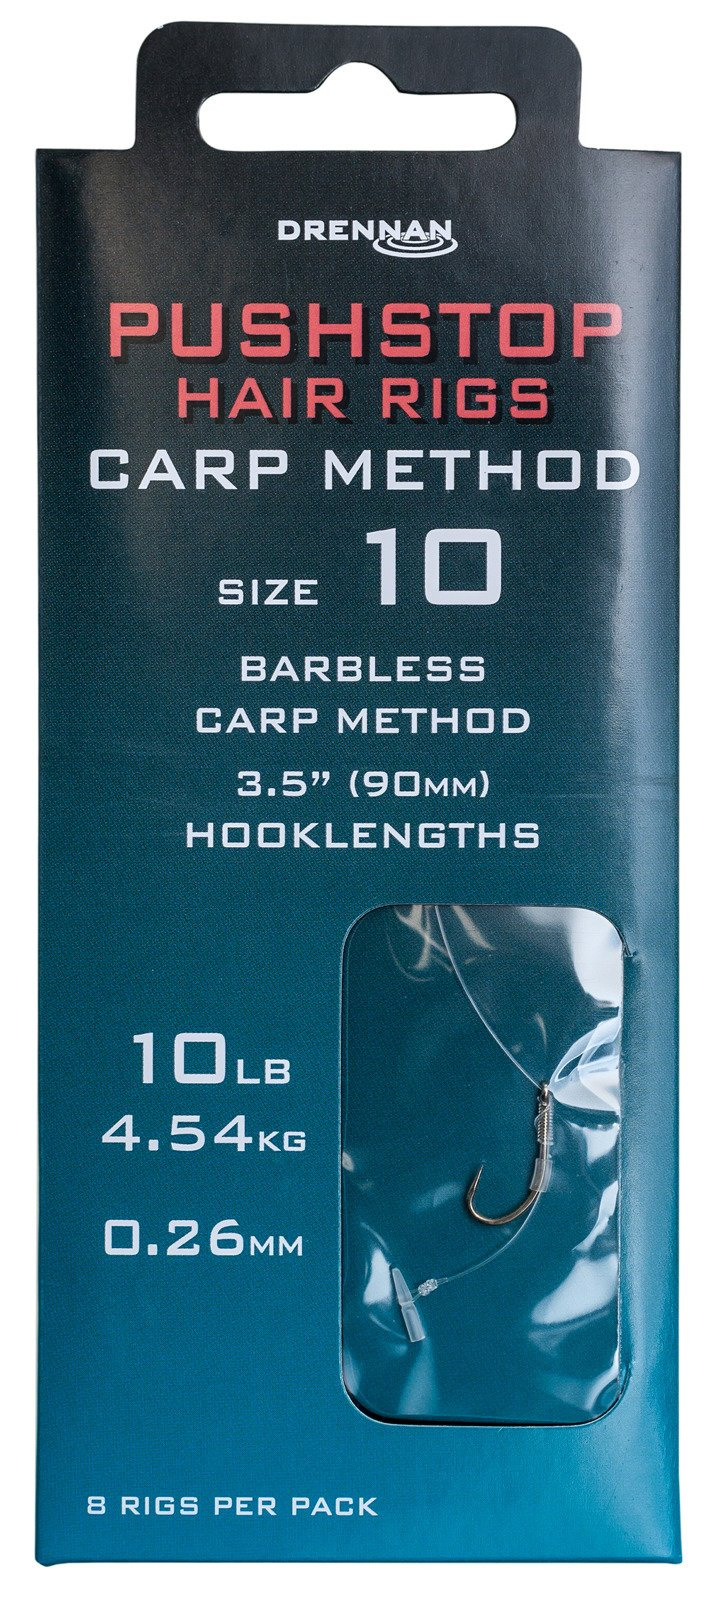 DRENNAN
PUSHSTOP
HAIR RIGS
CARP METHOD
SIZE 10
BARBLESS
CARP METHOD
3.5” (90MM)
HOOKLENGTHS
10LB
4.54KG
0.26MM
8 RIGS PER PACK